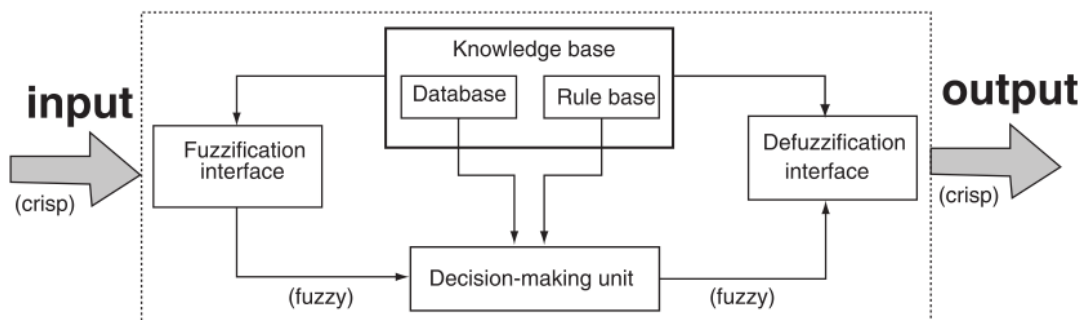 Knowledge base
Database
Rule base
input
(crisp)
Fuzzification
interface
Decision-making unit
(fuzzy)
(fuzzy)
Defuzzification
interface
output
(crisp)